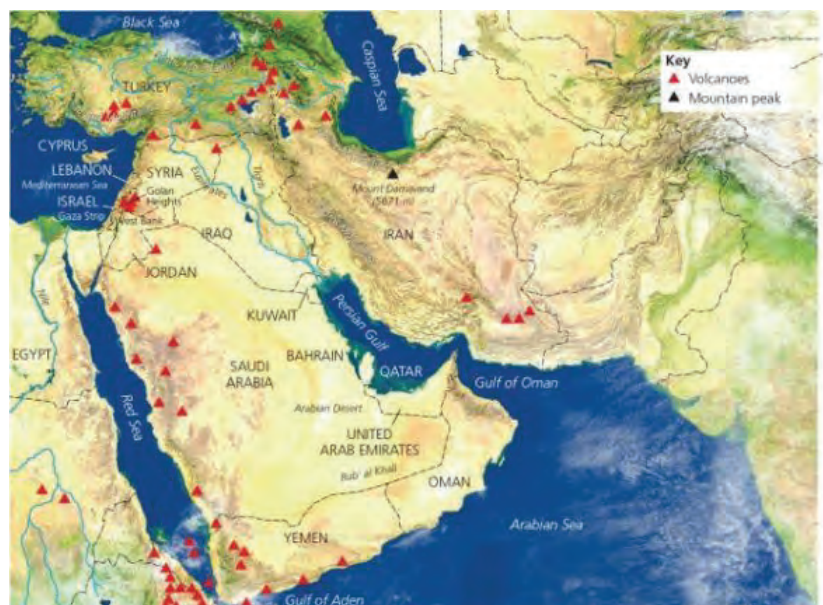 Black Sea
Caspian Sea
Key
Volcanoes
Mountain peak
TURKEY
CYPRUS
LEBANON
Mediterranean Sea
SYRIA
Golan
Heights
ISRAEL
Gaza Strip
West Bank
Euphrates
Tigris
Mount Damavand
(5671 m)
IRAQ
IRAN
JORDAN
Nile
KUWAIT
Persian Gulf
EGYPT
BAHRAIN
QATAR
SAUDI
ARABIA
Gulf of Oman
Red Sea
Arabian Desert
UNITED
ARAB EMIRATES
Rub' al Khali
OMAN
Arabian Sea
YEMEN
Gulf of Aden